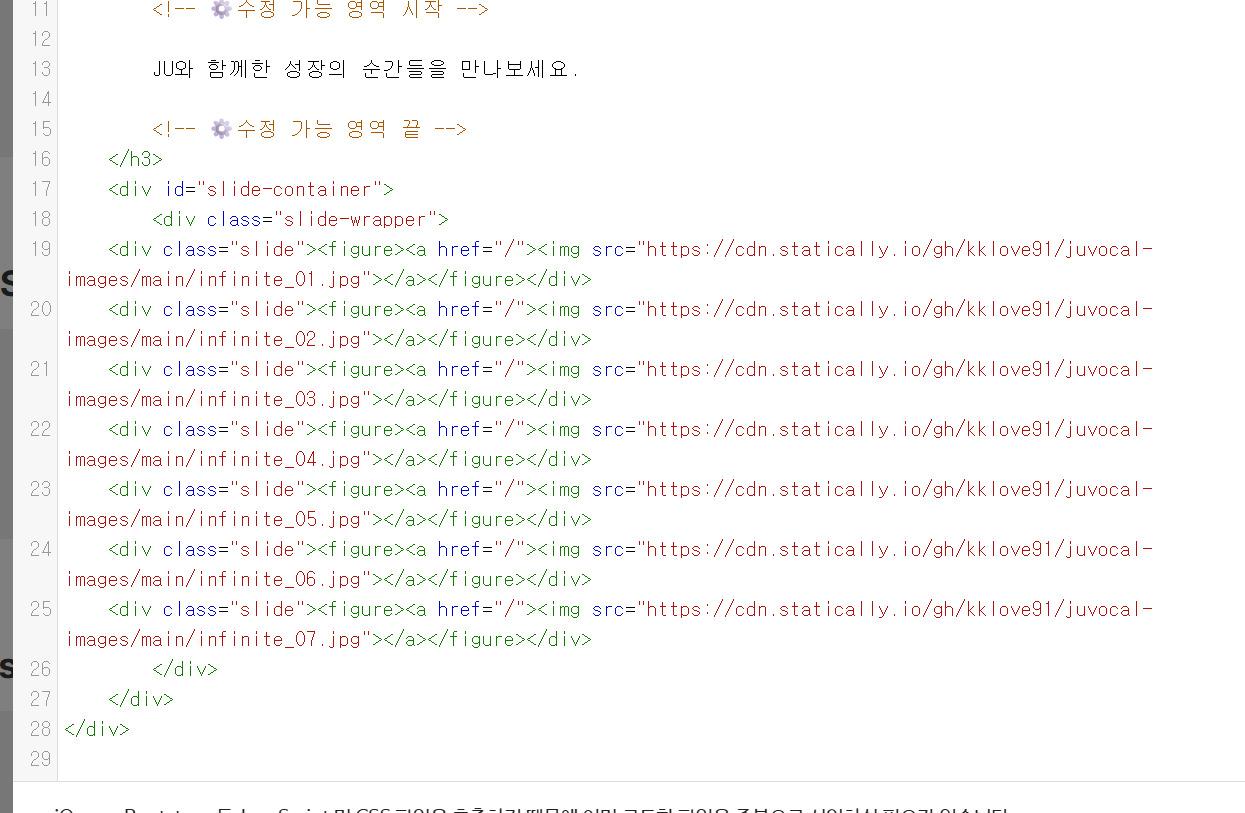 11 <!-- ⚙️수정 가능 영역 시작 -->
12
13 JU와 함께한 성장의 순간들을 만나보세요.
14
15 <!-- ⚙️수정 가능 영역 끝 -->
16 </h3>
17 <div id="slide-container">
18 <div class="slide-wrapper">
19 <div class="slide"><figure><a href="/"><img src="https://cdn.statically.io/gh/kklove91/juvocal-
images/main/infinite_01.jpg"></a></figure></div>
20 <div class="slide"><figure><a href="/"><img src="https://cdn.statically.io/gh/kklove91/juvocal-
images/main/infinite_02.jpg"></a></figure></div>
21 <div class="slide"><figure><a href="/"><img src="https://cdn.statically.io/gh/kklove91/juvocal-
images/main/infinite_03.jpg"></a></figure></div>
22 <div class="slide"><figure><a href="/"><img src="https://cdn.statically.io/gh/kklove91/juvocal-
images/main/infinite_04.jpg"></a></figure></div>
23 <div class="slide"><figure><a href="/"><img src="https://cdn.statically.io/gh/kklove91/juvocal-
images/main/infinite_05.jpg"></a></figure></div>
24 <div class="slide"><figure><a href="/"><img src="https://cdn.statically.io/gh/kklove91/juvocal-
images/main/infinite_06.jpg"></a></figure></div>
25 <div class="slide"><figure><a href="/"><img src="https://cdn.statically.io/gh/kklove91/juvocal-
images/main/infinite_07.jpg"></a></figure></div>
26 </div>
27 </div>
28 </div>
29